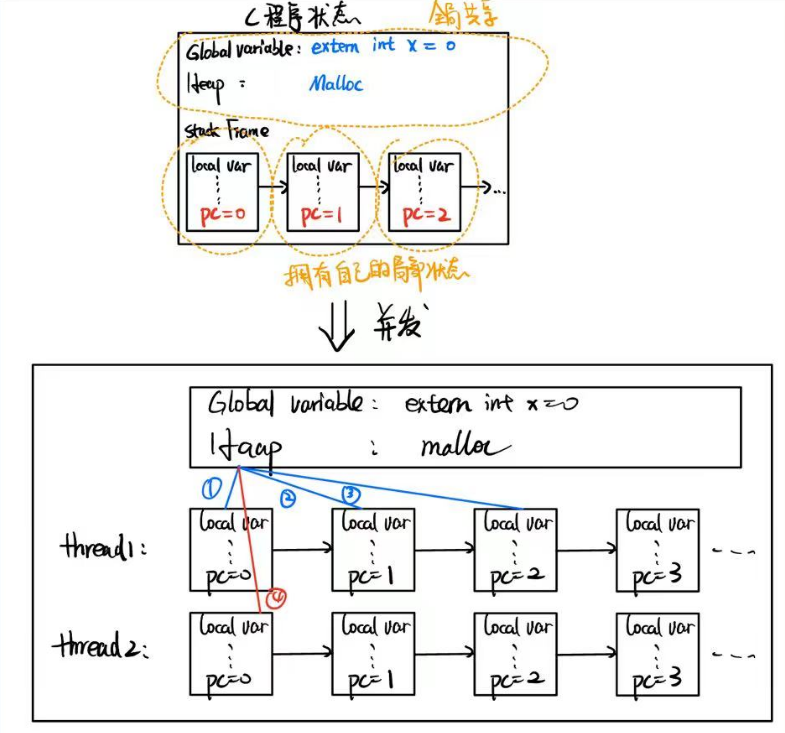 C程序状态
全局共享
Global variable: extern int x = 0
Heap : Malloc
stack Frame
local var
pc=0
local var
pc=1
local var
pc=2
...
拥有自己的局部状态
并发
Global variable: extern int x=0
Heap : malloc
① ② ③
thread1:
local var
pc=0
local var
pc=1
local var
pc=2
local var
pc=3
④
thread2:
local var
pc=0
local var
pc=1
local var
pc=2
local var
pc=3